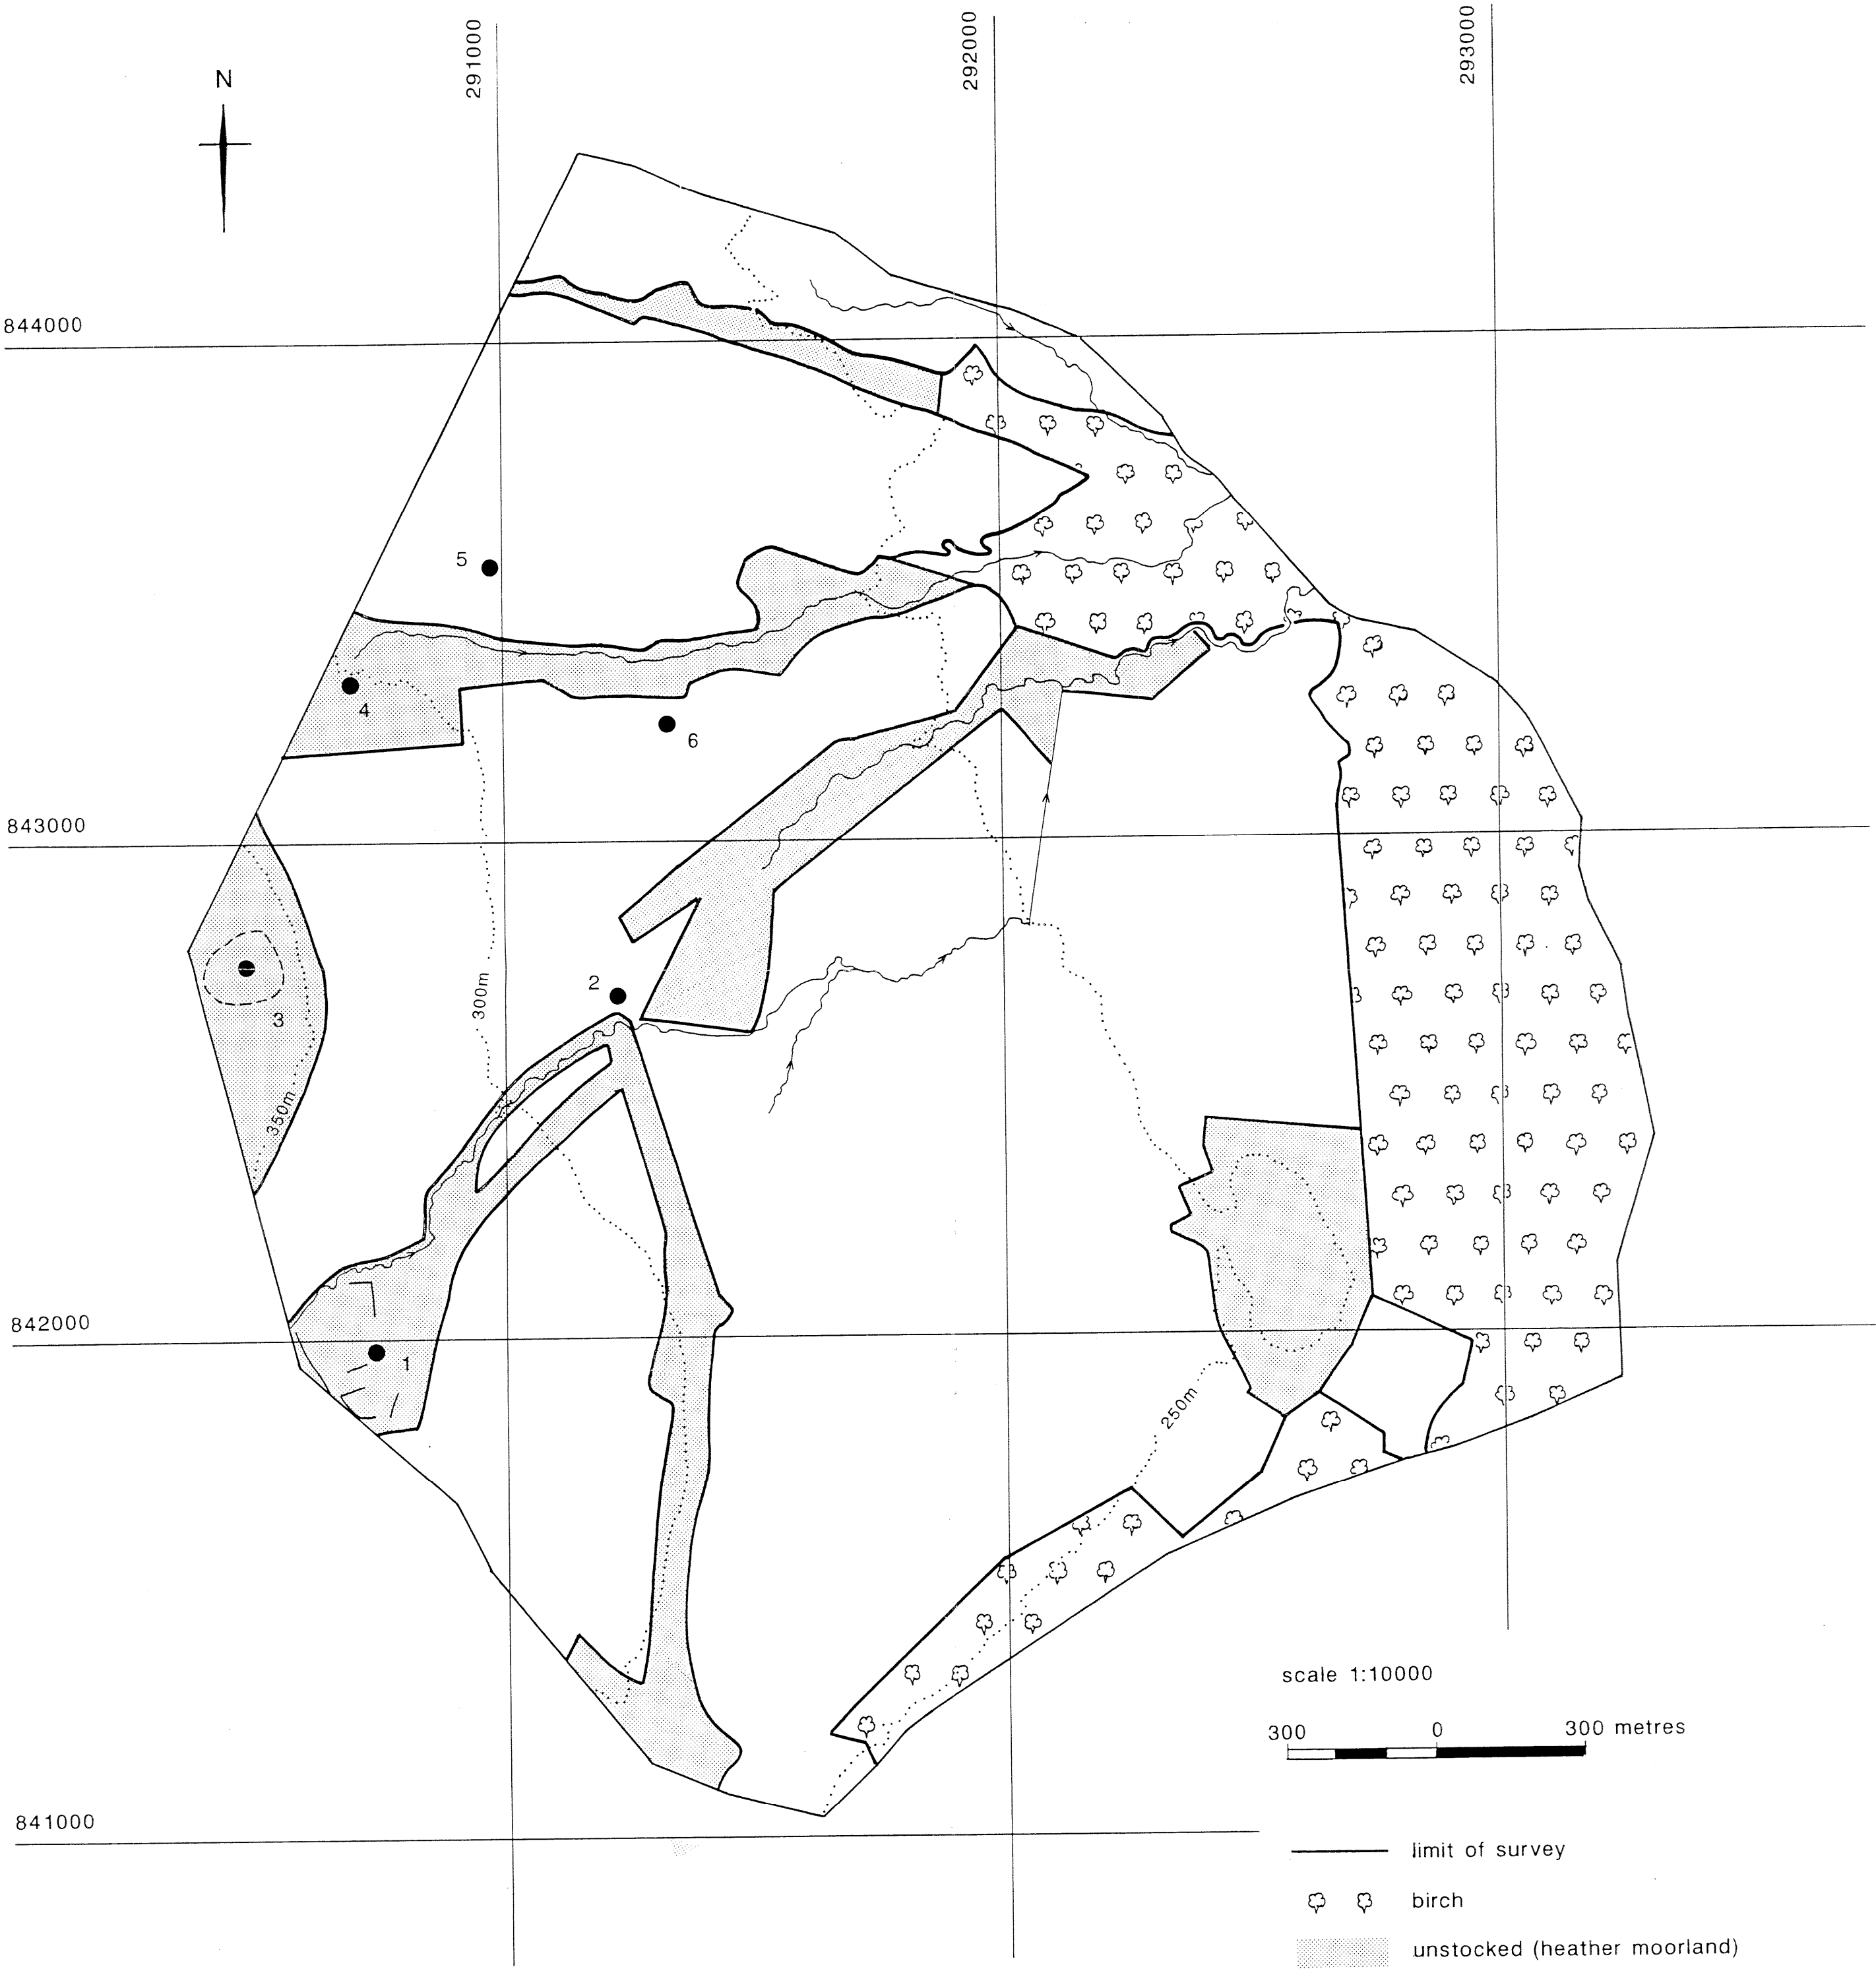 291000
292000
293000
N
844000
5
4
6
843000
300m
2
3
350m
842000
1
250m
scale 1:10000
300 0 300 metres
841000
limit of survey
birch
unstocked (heather moorland)